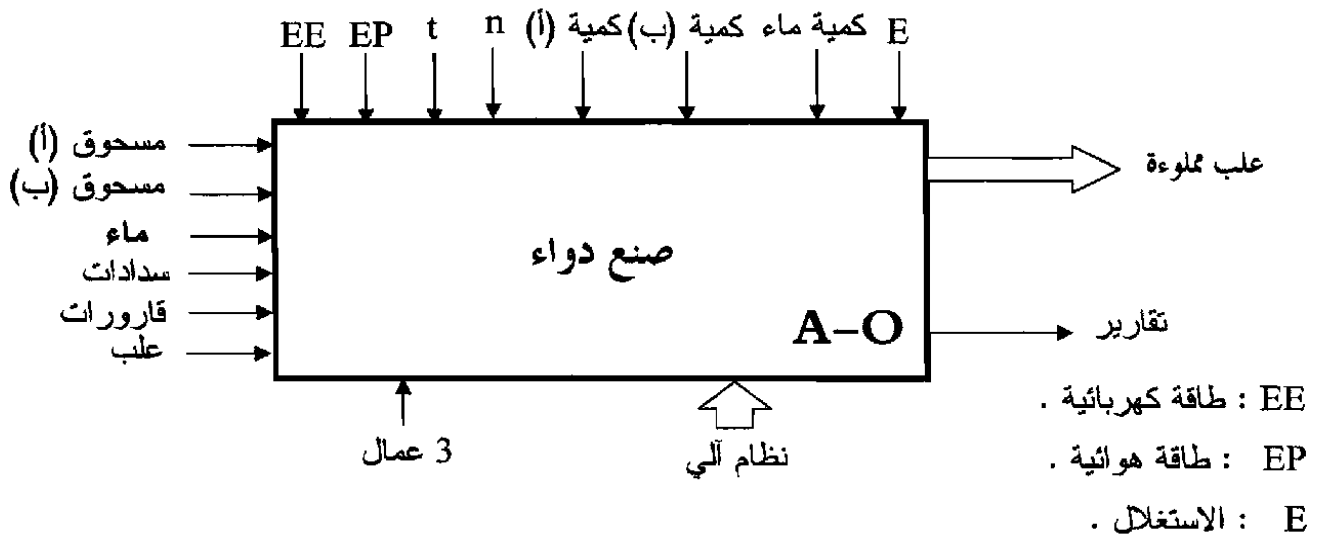 EE EP t n كمية (أ) كمية (ب) كمية ماء E
مسحوق (أ)
مسحوق (ب)
ماء
سدادات
قارورات
علب
صنع دواء
A-O
علب مملوءة
تقارير
3 عمال
نظام آلي
EE : طاقة كهربائية .
EP : طاقة هوائية .
E : الاستغلال .